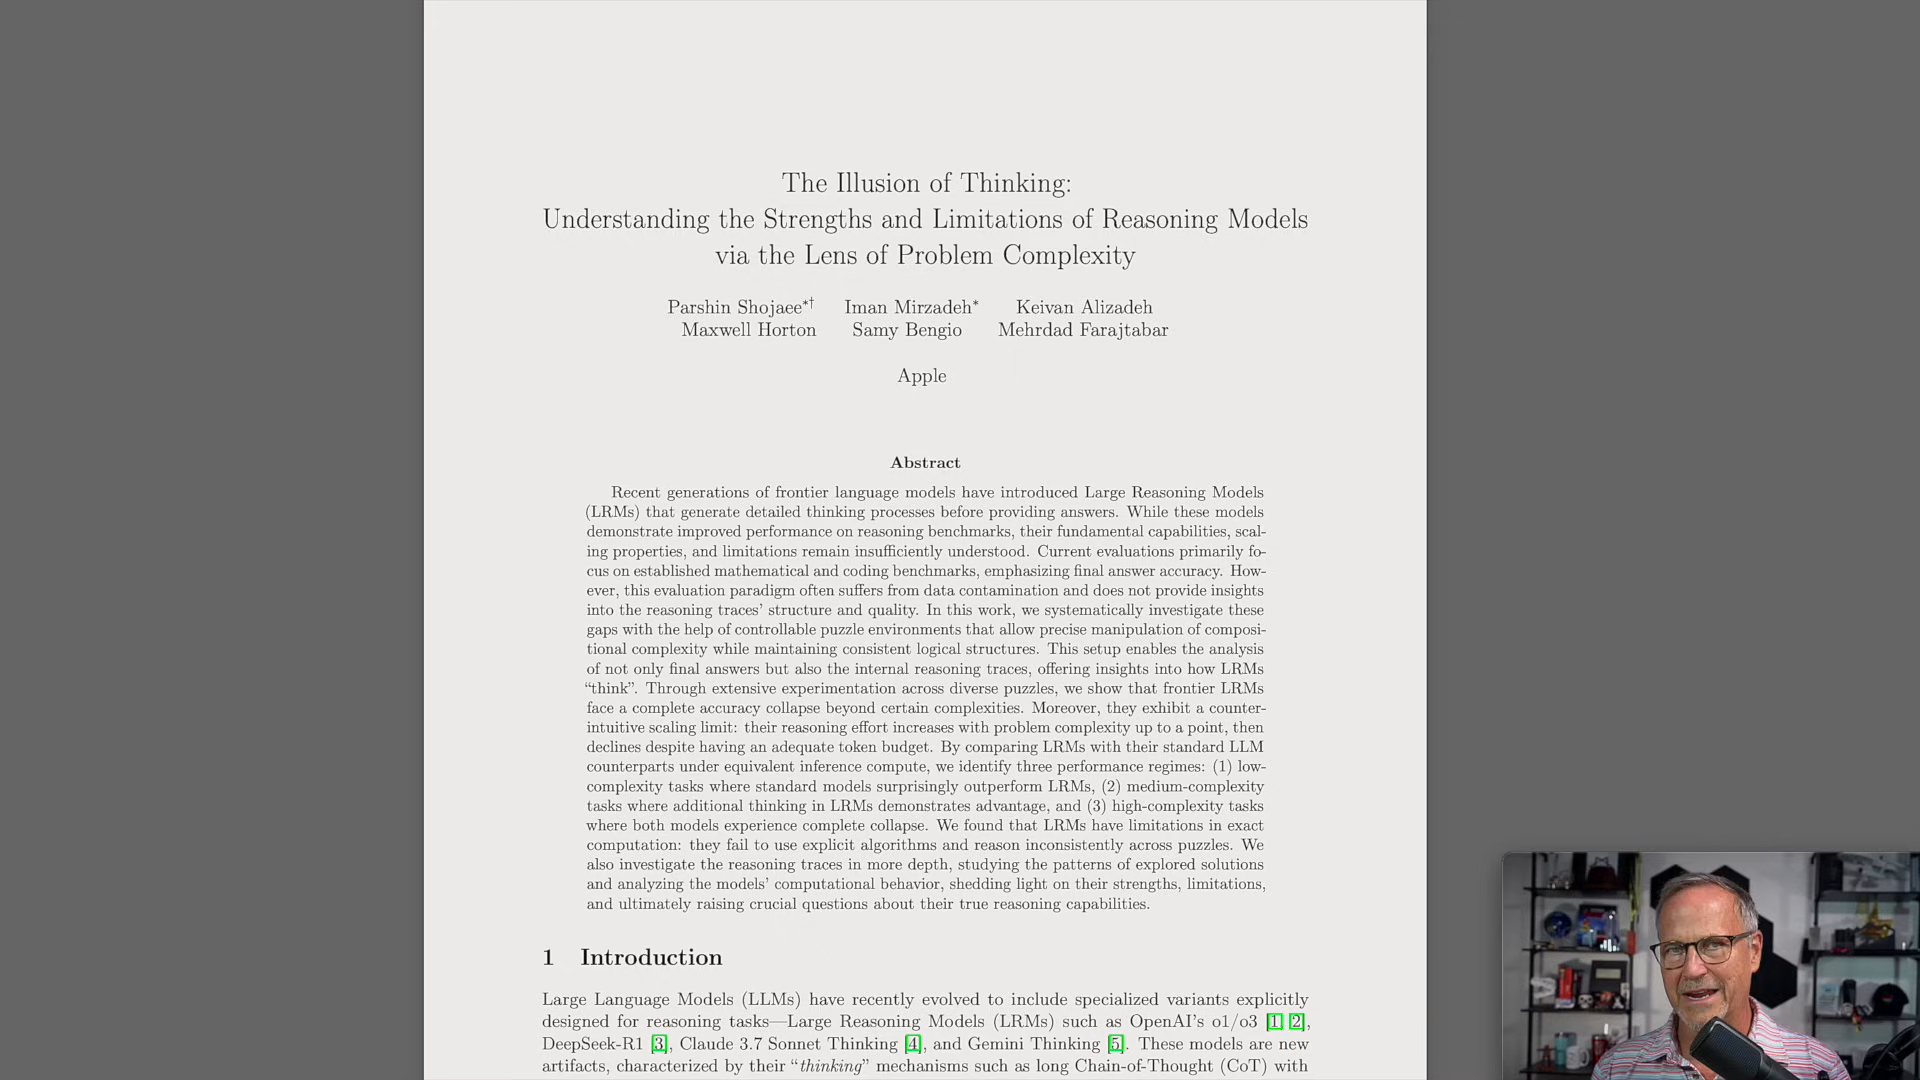 The Illusion of Thinking:
Understanding the Strengths and Limitations of Reasoning Models
via the Lens of Problem Complexity
Parshin Shojaee*† Iman Mirzadeh* Keivan Alizadeh
Maxwell Horton Samy Bengio Mehrdad Farajtabar
Apple
Abstract
Recent generations of frontier language models have introduced Large Reasoning Models
(LRMs) that generate detailed thinking processes before providing answers. While these models
demonstrate improved performance on reasoning benchmarks, their fundamental capabilities, scal-
ing properties, and limitations remain insufficiently understood. Current evaluations primarily fo-
cus on established mathematical and coding benchmarks, emphasizing final answer accuracy. How-
ever, this evaluation paradigm often suffers from data contamination and does not provide insights
into the reasoning traces’ structure and quality. In this work, we systematically investigate these
gaps with the help of controllable puzzle environments that allow precise manipulation of composi-
tional complexity while maintaining consistent logical structures. This setup enables the analysis
of not only final answers but also the internal reasoning traces, offering insights into how LRMs
“think”. Through extensive experimentation across diverse puzzles, we show that frontier LRMs
face a complete accuracy collapse beyond certain complexities. Moreover, they exhibit a counter-
intuitive scaling limit: their reasoning effort increases with problem complexity up to a point, then
declines despite having an adequate token budget. By comparing LRMs with their standard LLM
counterparts under equivalent inference compute, we identify three performance regimes: (1) low-
complexity tasks where standard models surprisingly outperform LRMs, (2) medium-complexity
tasks where additional thinking in LRMs demonstrates advantage, and (3) high-complexity tasks
where both models experience complete collapse. We found that LRMs have limitations in exact
computation: they fail to use explicit algorithms and reason inconsistently across puzzles. We
also investigate the reasoning traces in more depth, studying the patterns of explored solutions
and analyzing the models’ computational behavior, shedding light on their strengths, limitations,
and ultimately raising crucial questions about their true reasoning capabilities.
1 Introduction
Large Language Models (LLMs) have recently evolved to include specialized variants explicitly
designed for reasoning tasks—Large Reasoning Models (LRMs) such as OpenAI’s o1/o3 [1, 2],
DeepSeek-R1 [3], Claude 3.7 Sonnet Thinking [4], and Gemini Thinking [5]. These models are new
artifacts, characterized by their “thinking” mechanisms such as long Chain-of-Thought (CoT) with